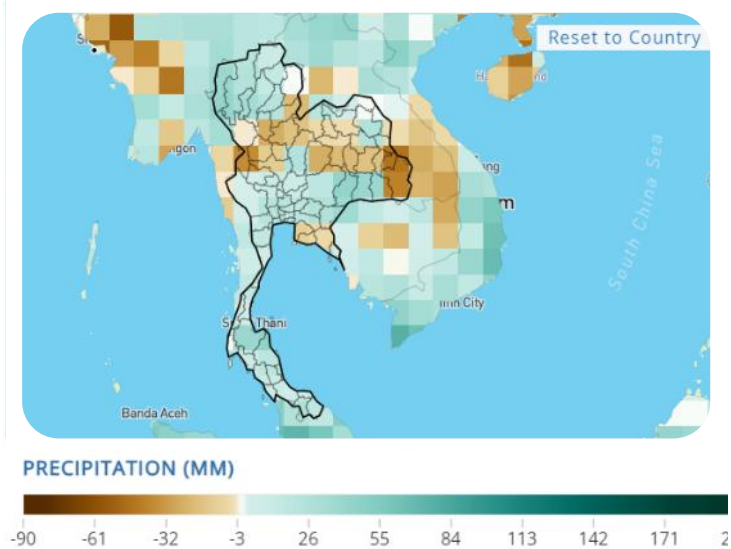 Reset to Country
South China Sea
Banda Aceh
PRECIPITATION (MM)
-90 -61 -32 -3 26 55 84 113 142 171